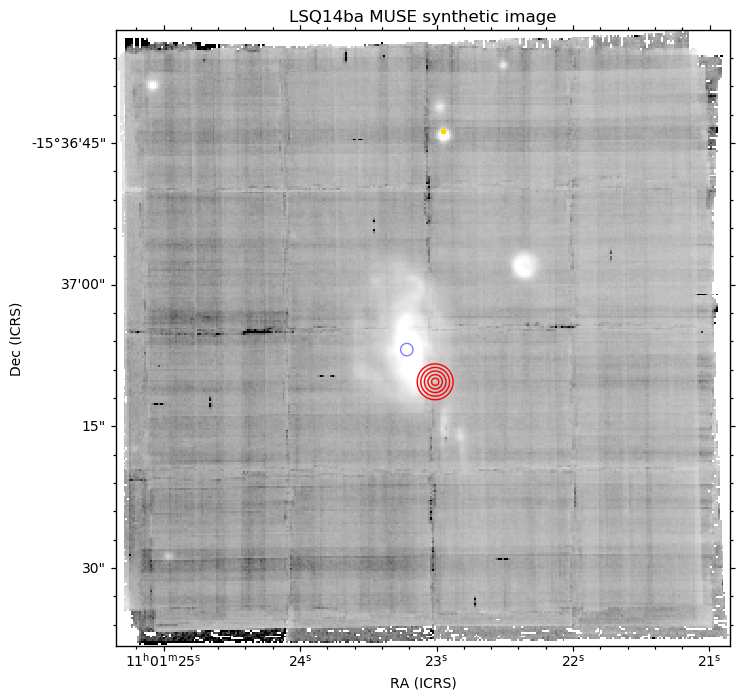 LSQ14ba MUSE synthetic image
-15°36'45"
37'00"
15"
30"
Dec (ICRS)
11ʰ01ᵐ25ˢ 24ˢ 23ˢ 22ˢ 21ˢ
RA (ICRS)